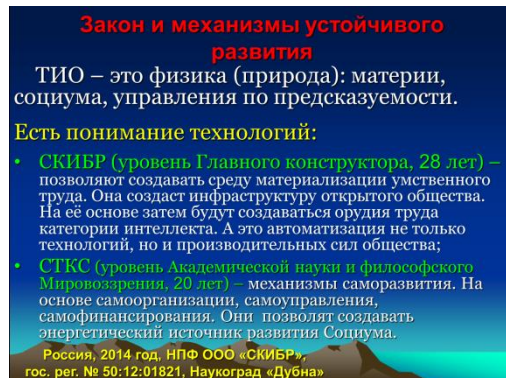 Закон и механизмы устойчивого
развития
ТИО – это физика (природа): материи,
социума, управления по предсказуемости.
Есть понимание технологий:
• СКИБР (уровень Главного конструктора, 28 лет) –
позволяют создавать среду материализации умственного
труда. Она создаст инфраструктуру открытого общества.
На её основе затем будут создаваться орудия труда
категории интеллекта. А это автоматизация не только
технологий, но и производительных сил общества;
• СТКС (уровень Академической науки и философского
Мировоззрения, 20 лет) – механизмы саморазвития. На
основе самоорганизации, самоуправления,
самофинансирования. Они позволят создавать
энергетический источник развития Социума.
Россия, 2014 год, НПФ ООО «СКИБР»,
гос. рег. № 50:12:01821, Наукоград «Дубна»